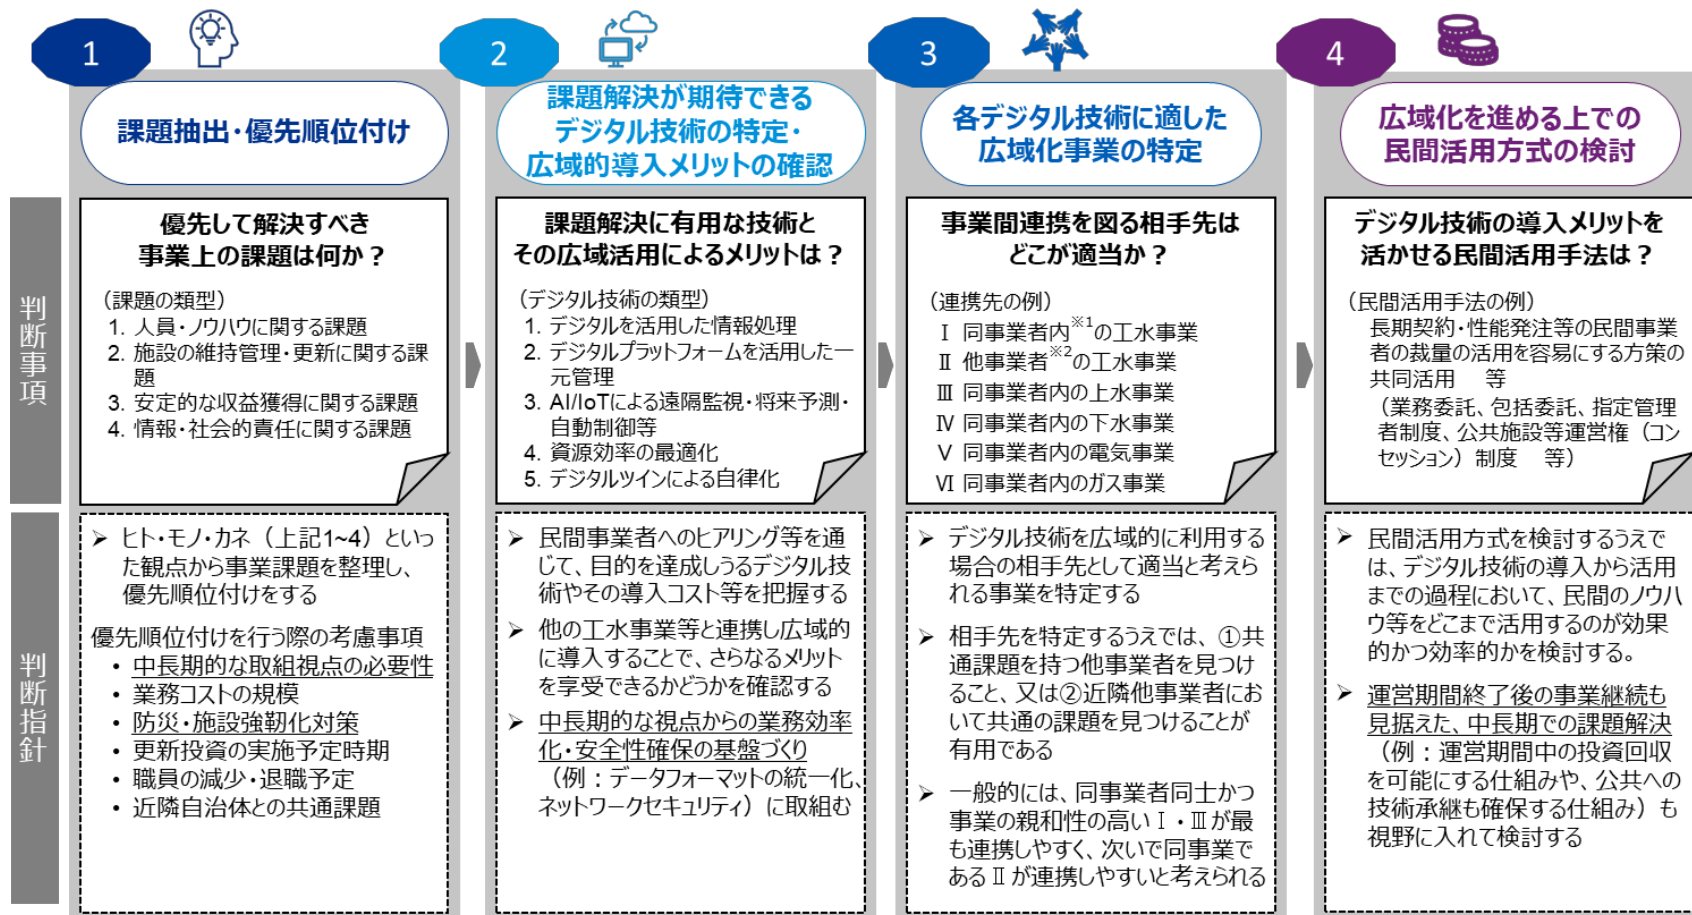 1
課題抽出・優先順位付け
2
課題解決が期待できる
デジタル技術の特定・
広域的導入メリットの確認
3
各デジタル技術に適した
広域化事業の特定
4
広域化を進める上での
民間活用方式の検討
判断事項
優先して解決すべき
事業上の課題は何か？
（課題の類型）
1. 人員・ノウハウに関する課題
2. 施設の維持管理・更新に関する課
題
3. 安定的な収益獲得に関する課題
4. 情報・社会的責任に関する課題
課題解決に有用な技術と
その広域活用によるメリットは？
（デジタル技術の類型）
1. デジタルを活用した情報処理
2. デジタルプラットフォームを活用した一
元管理
3. AI/IoTによる遠隔監視・将来予測・
自動制御等
4. 資源効率の最適化
5. デジタルツインによる自律化
事業間連携を図る相手先は
どこが適当か？
（連携先の例）
Ⅰ 同事業者内※1の工水事業
Ⅱ 他事業者※2の工水事業
Ⅲ 同事業者内の上水事業
Ⅳ 同事業者内の下水事業
Ⅴ 同事業者内の電気事業
Ⅵ 同事業者内のガス事業
デジタル技術の導入メリットを
活かせる民間活用手法は？
（民間活用手法の例）
長期契約・性能発注等の民間事業
者の裁量の活用を容易にする方策の
共同活用 等
（業務委託、包括委託、指定管理
者制度、公共施設等運営権（コン
セッション）制度 等）
判断指針
➢ ヒト・モノ・カネ（上記1~4）といっ
た観点から事業課題を整理し、
優先順位付けをする
優先順位付けを行う際の考慮事項
• 中長期的な取組視点の必要性
• 業務コストの規模
• 防災・施設強靭化対策
• 更新投資の実施予定時期
• 職員の減少・退職予定
• 近隣自治体との共通課題
➢ 民間事業者へのヒアリング等を通
じて、目的を達成しうるデジタル技
術やその導入コスト等を把握する
➢ 他の工水事業等と連携し広域的
に導入することで、さらなるメリット
を享受できるかどうかを確認する
➢ 中長期的な視点からの業務効率
化・安全性確保の基盤づくり
（例：データフォーマットの統一化、
ネットワークセキュリティ）に取組む
➢ デジタル技術を広域的に利用する
場合の相手先として適当と考えら
れる事業を特定する
➢ 相手先を特定するうえでは、①共
通課題を持つ他事業者を見つけ
ること、又は②近隣他事業者にお
いて共通の課題を見つけることが
有用である
➢ 一般的には、同事業者同士かつ
事業の親和性の高いⅠ・Ⅲが最
も連携しやすく、次いで同事業で
あるⅡが連携しやすいと考えられる
➢ 民間活用方式を検討するうえで
は、デジタル技術の導入から活用
までの過程において、民間のノウハ
ウ等をどこまで活用するのが効果
的かつ効率的かを検討する。
➢ 運営期間終了後の事業継続も
見据えた、中長期での課題解決
（例：運営期間中の投資回収
を可能にする仕組みや、公共への
技術承継も確保する仕組み）も
視野に入れて検討する